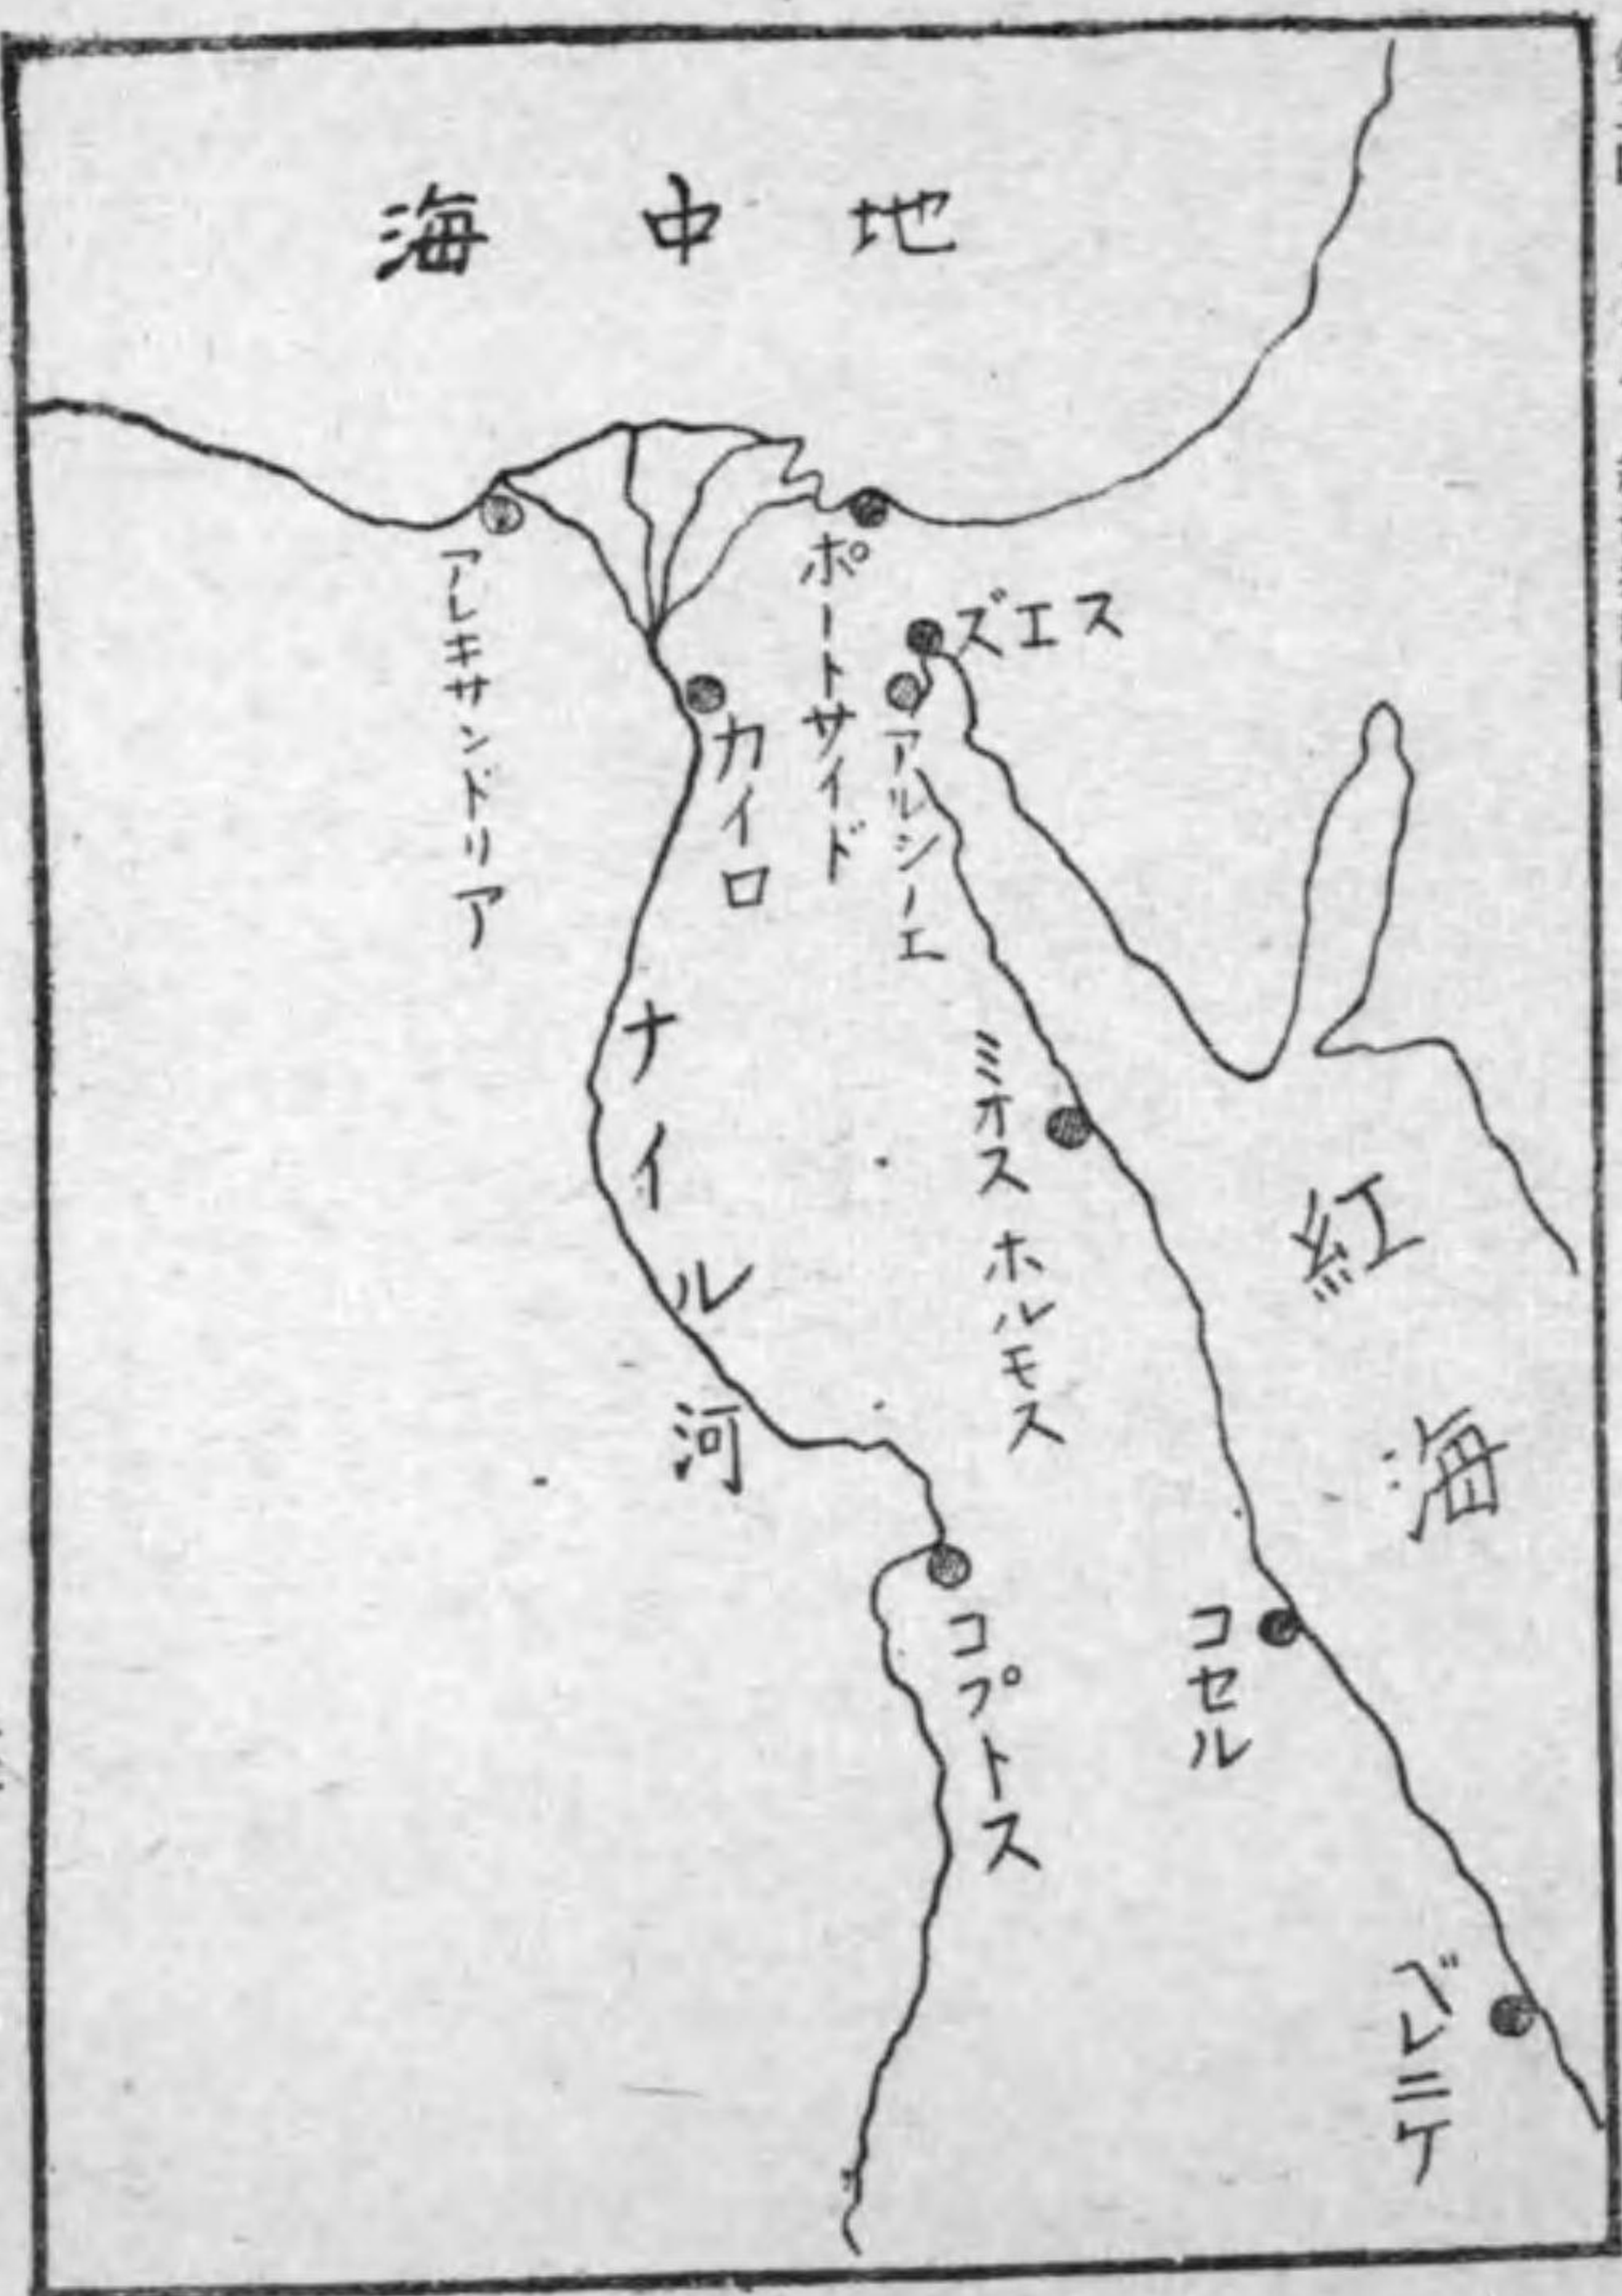 地中海
ズエス
ポートサイド
アルシーエ
カイロ
アレキサンドリア
ナイル河
ミオス ホルモス
紅海
コプトス
コセル
ベレニケ